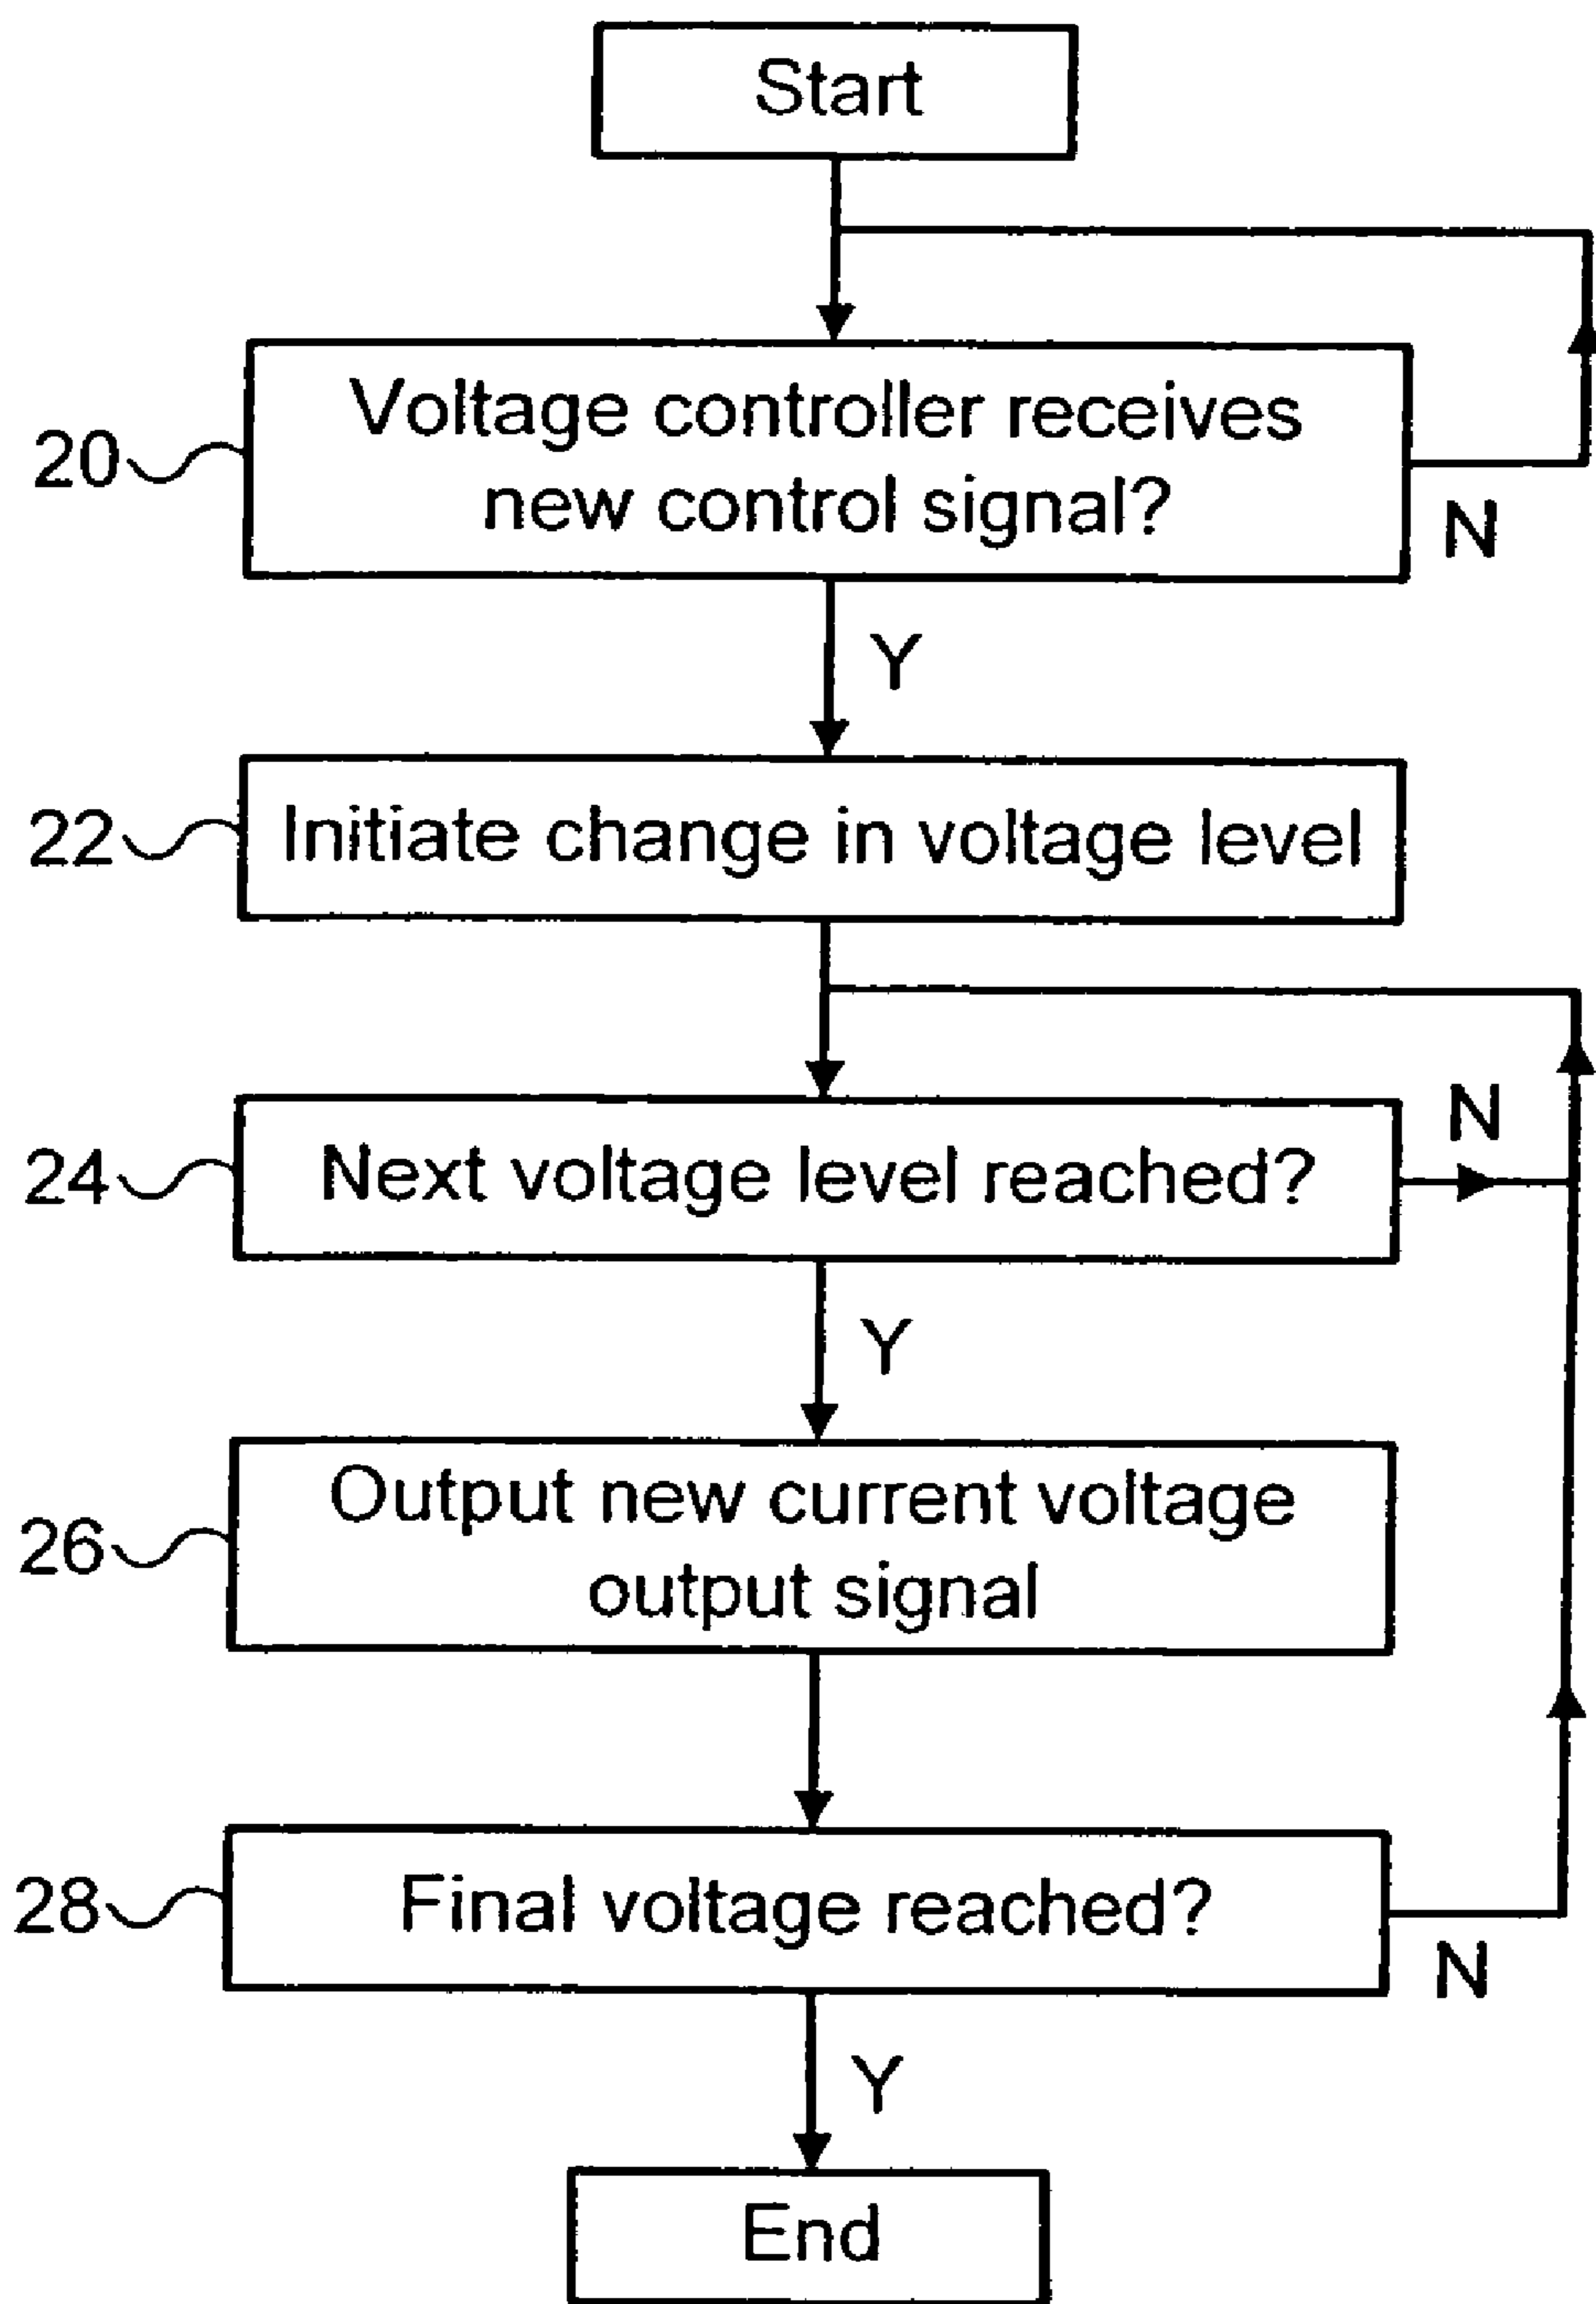 Start
20
Voltage controller receives
new control signal?
N
Y
22
Initiate change in voltage level
N
24
Next voltage level reached?
Y
26
Output new current voltage
output signal
28
Final voltage reached?
N
Y
End